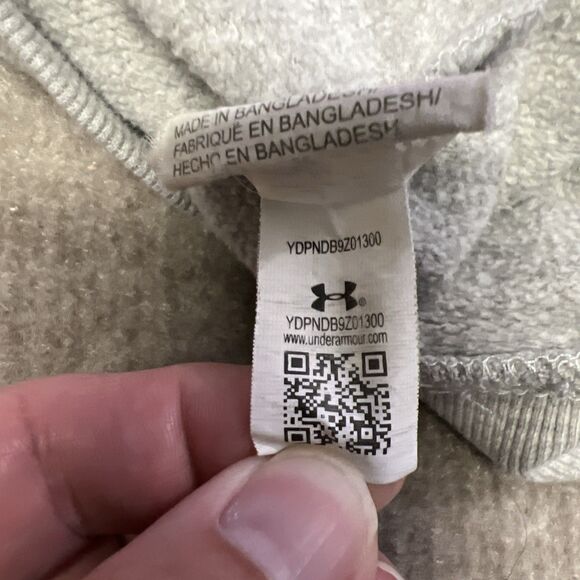 MADE IN BANGLADESH/
FABRIQUÉ EN BANGLADESH/
HECHO EN BANGLADESH
YDPNDB9Z01300
®
YDPNDB9Z01300
www.underarmour.com